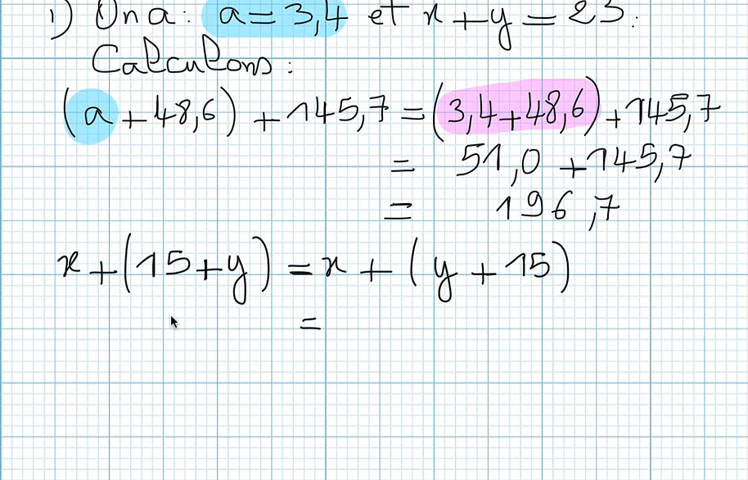 1) On a : a = 3,4 et x + y = 23.
Calculons :
(a + 48,6) + 145,7 = (3,4 + 48,6) + 145,7
= 51,0 + 145,7
= 196,7
x + (15 + y) = x + (y + 15)
=